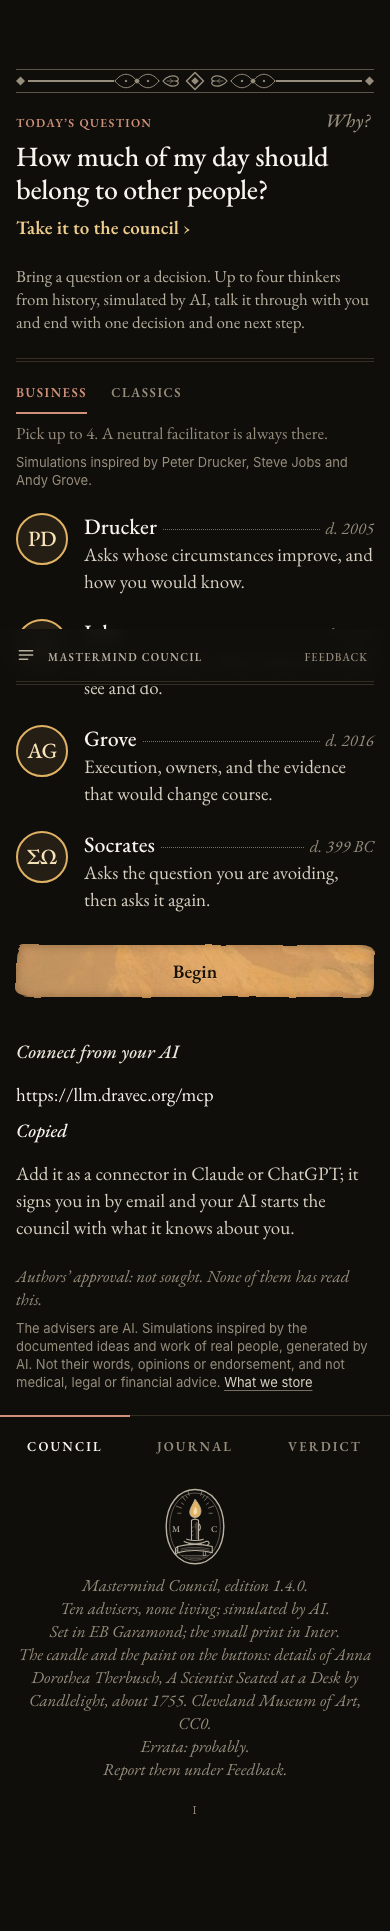 TODAY'S QUESTION
Why?
How much of my day should
belong to other people?
Take it to the council ›
Bring a question or a decision. Up to four thinkers
from history, simulated by AI, talk it through with you
and end with one decision and one next step.
BUSINESS
CLASSICS
Pick up to 4. A neutral facilitator is always there.
Simulations inspired by Peter Drucker, Steve Jobs and
Andy Grove.
PD
Drucker
d. 2005
Asks whose circumstances improve, and
how you would know.
MASTERMIND COUNCIL
FEEDBACK
see and do.
AG
Grove
d. 2016
Execution, owners, and the evidence
that would change course.
ΣΩ
Socrates
d. 399 BC
Asks the question you are avoiding,
then asks it again.
Begin
Connect from your AI
https://llm.dravec.org/mcp
Copied
Add it as a connector in Claude or ChatGPT; it
signs you in by email and your AI starts the
council with what it knows about you.
Authors' approval: not sought. None of them has read
this.
The advisers are AI. Simulations inspired by the
documented ideas and work of real people, generated by
AI. Not their words, opinions or endorsement, and not
medical, legal or financial advice. What we store
COUNCIL
JOURNAL
VERDICT
M C
Mastermind Council, edition 1.4.0.
Ten advisers, none living; simulated by AI.
Set in EB Garamond; the small print in Inter.
The candle and the paint on the buttons: details of Anna
Dorothea Therbusch, A Scientist Seated at a Desk by
Candlelight, about 1755. Cleveland Museum of Art,
CC0.
Errata: probably.
Report them under Feedback.
I